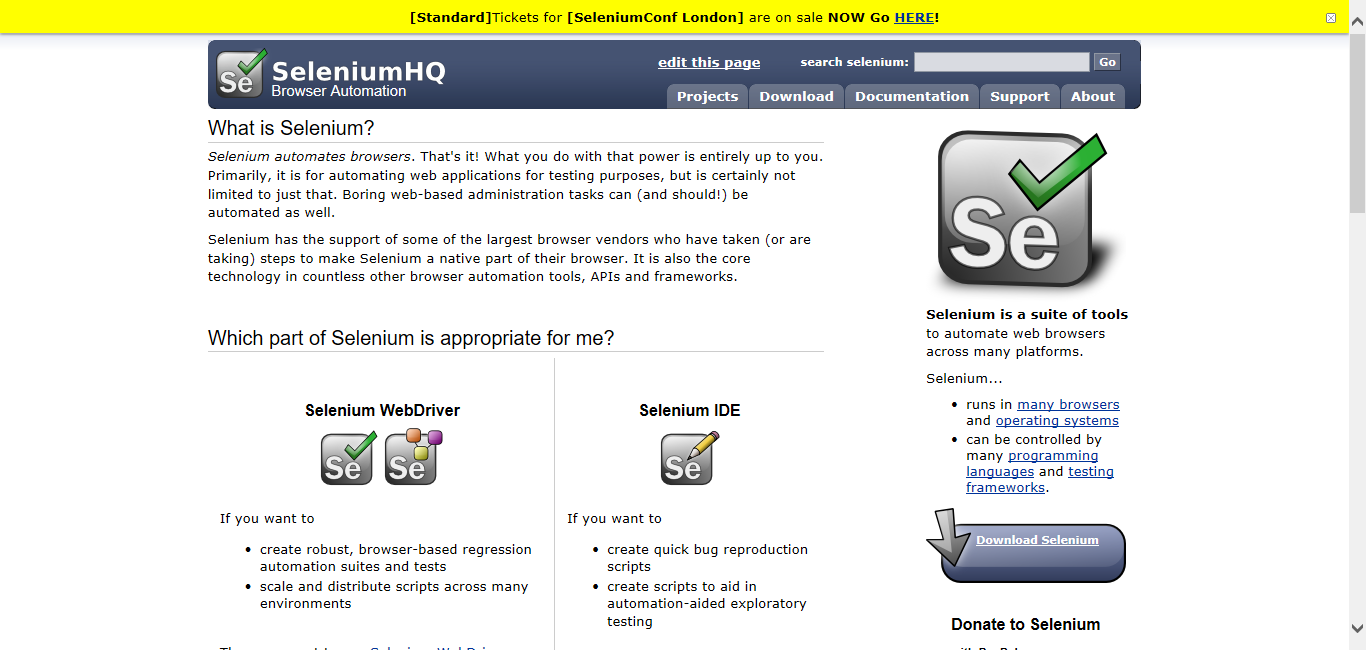 [Standard]Tickets for [SeleniumConf London] are on sale NOW Go HERE!
Se
SeleniumHQ
Browser Automation
edit this page
search selenium:
Go
Projects
Download
Documentation
Support
About
What is Selenium?
Selenium automates browsers. That's it! What you do with that power is entirely up to you.
Primarily, it is for automating web applications for testing purposes, but is certainly not
limited to just that. Boring web-based administration tasks can (and should!) be
automated as well.
Selenium has the support of some of the largest browser vendors who have taken (or are
taking) steps to make Selenium a native part of their browser. It is also the core
technology in countless other browser automation tools, APIs and frameworks.
Which part of Selenium is appropriate for me?
Selenium WebDriver
Se
Se
If you want to
• create robust, browser-based regression
automation suites and tests
• scale and distribute scripts across many
environments
Selenium IDE
Se
If you want to
• create quick bug reproduction
scripts
• create scripts to aid in
automation-aided exploratory
testing
Se
Selenium is a suite of tools
to automate web browsers
across many platforms.
Selenium...
• runs in many browsers
and operating systems
• can be controlled by
many programming
languages and testing
frameworks.
Download Selenium
Donate to Selenium